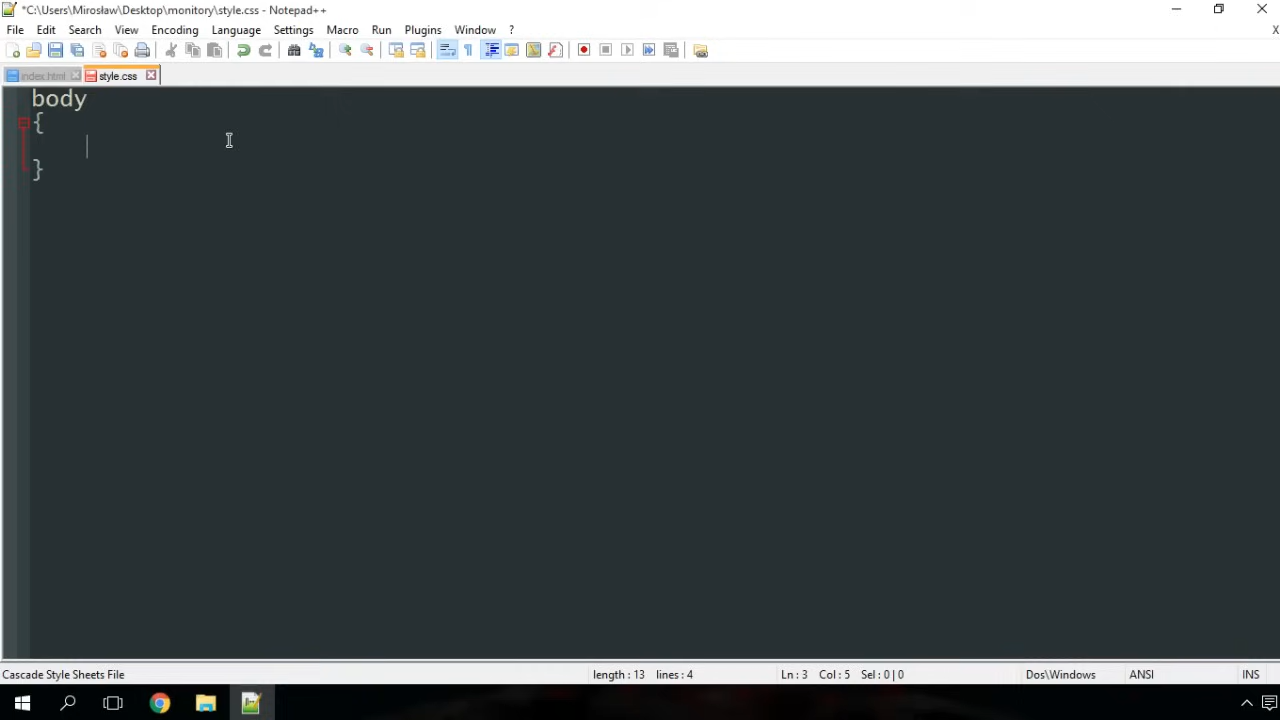 *C:\Users\Mirosław\Desktop\monitory\style.css - Notepad++
File Edit Search View Encoding Language Settings Macro Run Plugins Window ? X
index.html style.css
body
{
}
Cascade Style Sheets File length : 13 lines : 4 Ln : 3 Col : 5 Sel : 0 | 0 Dos\Windows ANSI INS